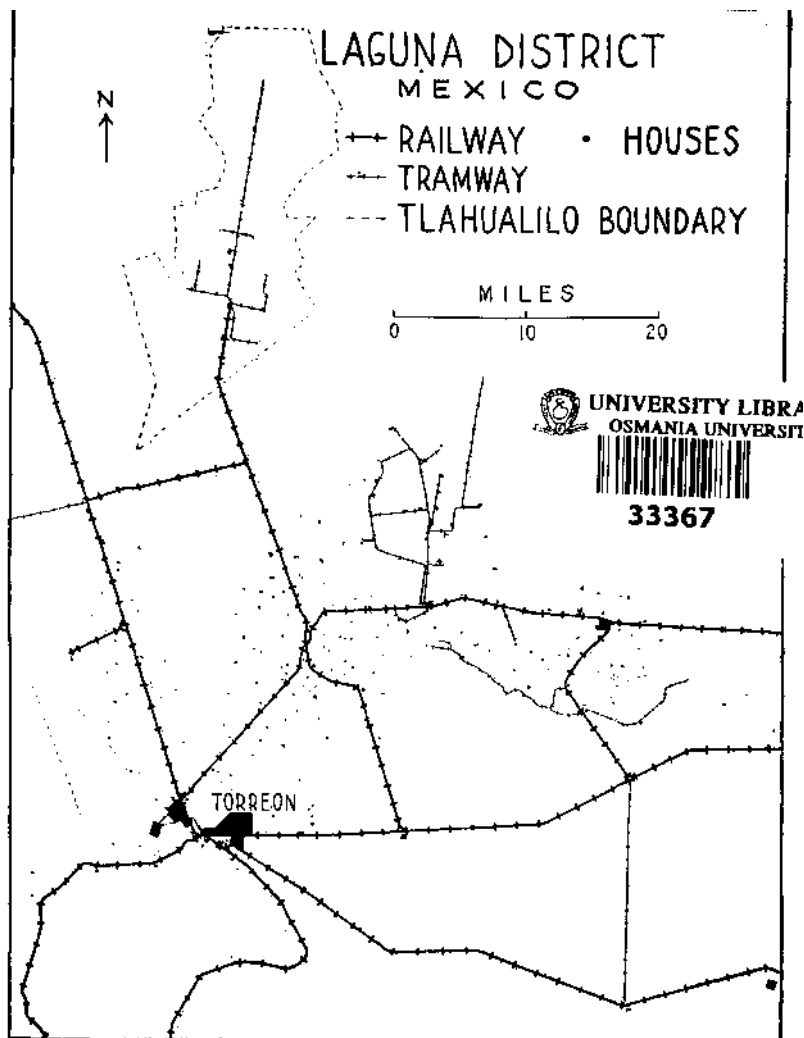 LAGUNA DISTRICT
MEXICO
N
RAILWAY • HOUSES
TRAMWAY
TLAHUALILO BOUNDARY
MILES
0 10 20
UNIVERSITY LIBRA
OSMANIA UNIVERSIT
33367
TORREON